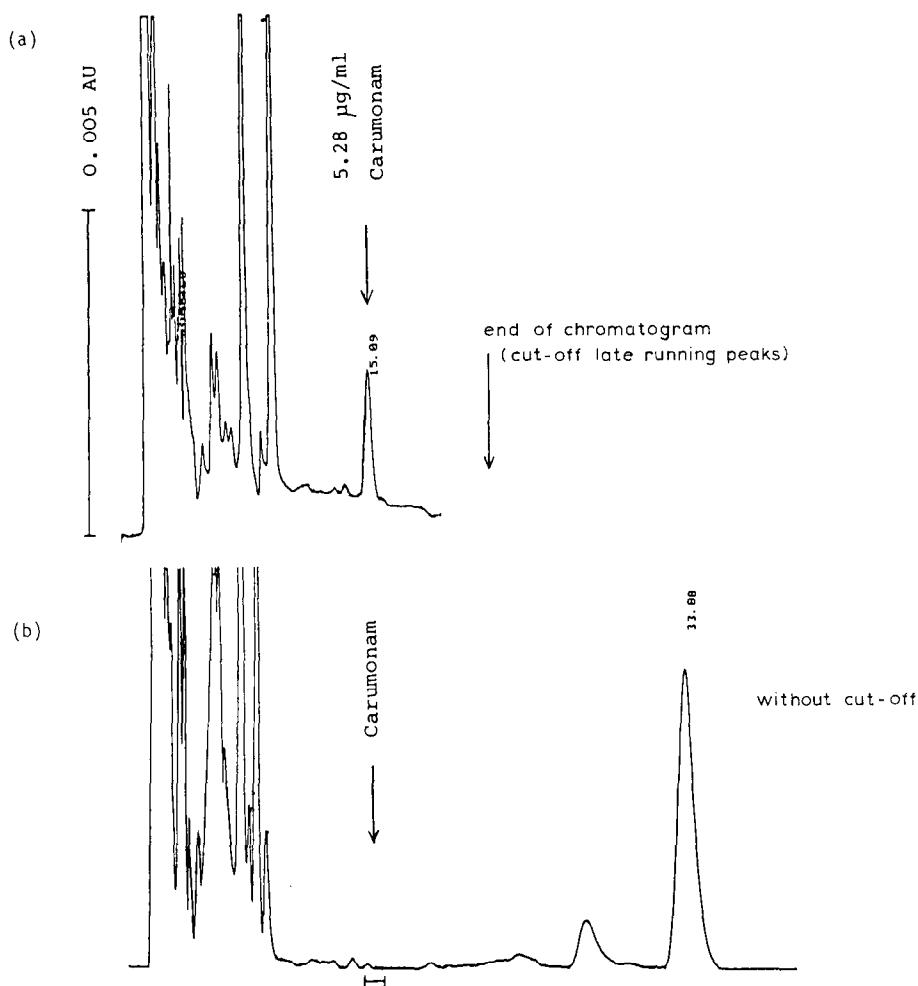 (a)
0.005 AU
5.28 µg/ml
Carumonam
15.09
end of chromatogram
(cut-off late running peaks)
(b)
Carumonam
33.08
without cut-off